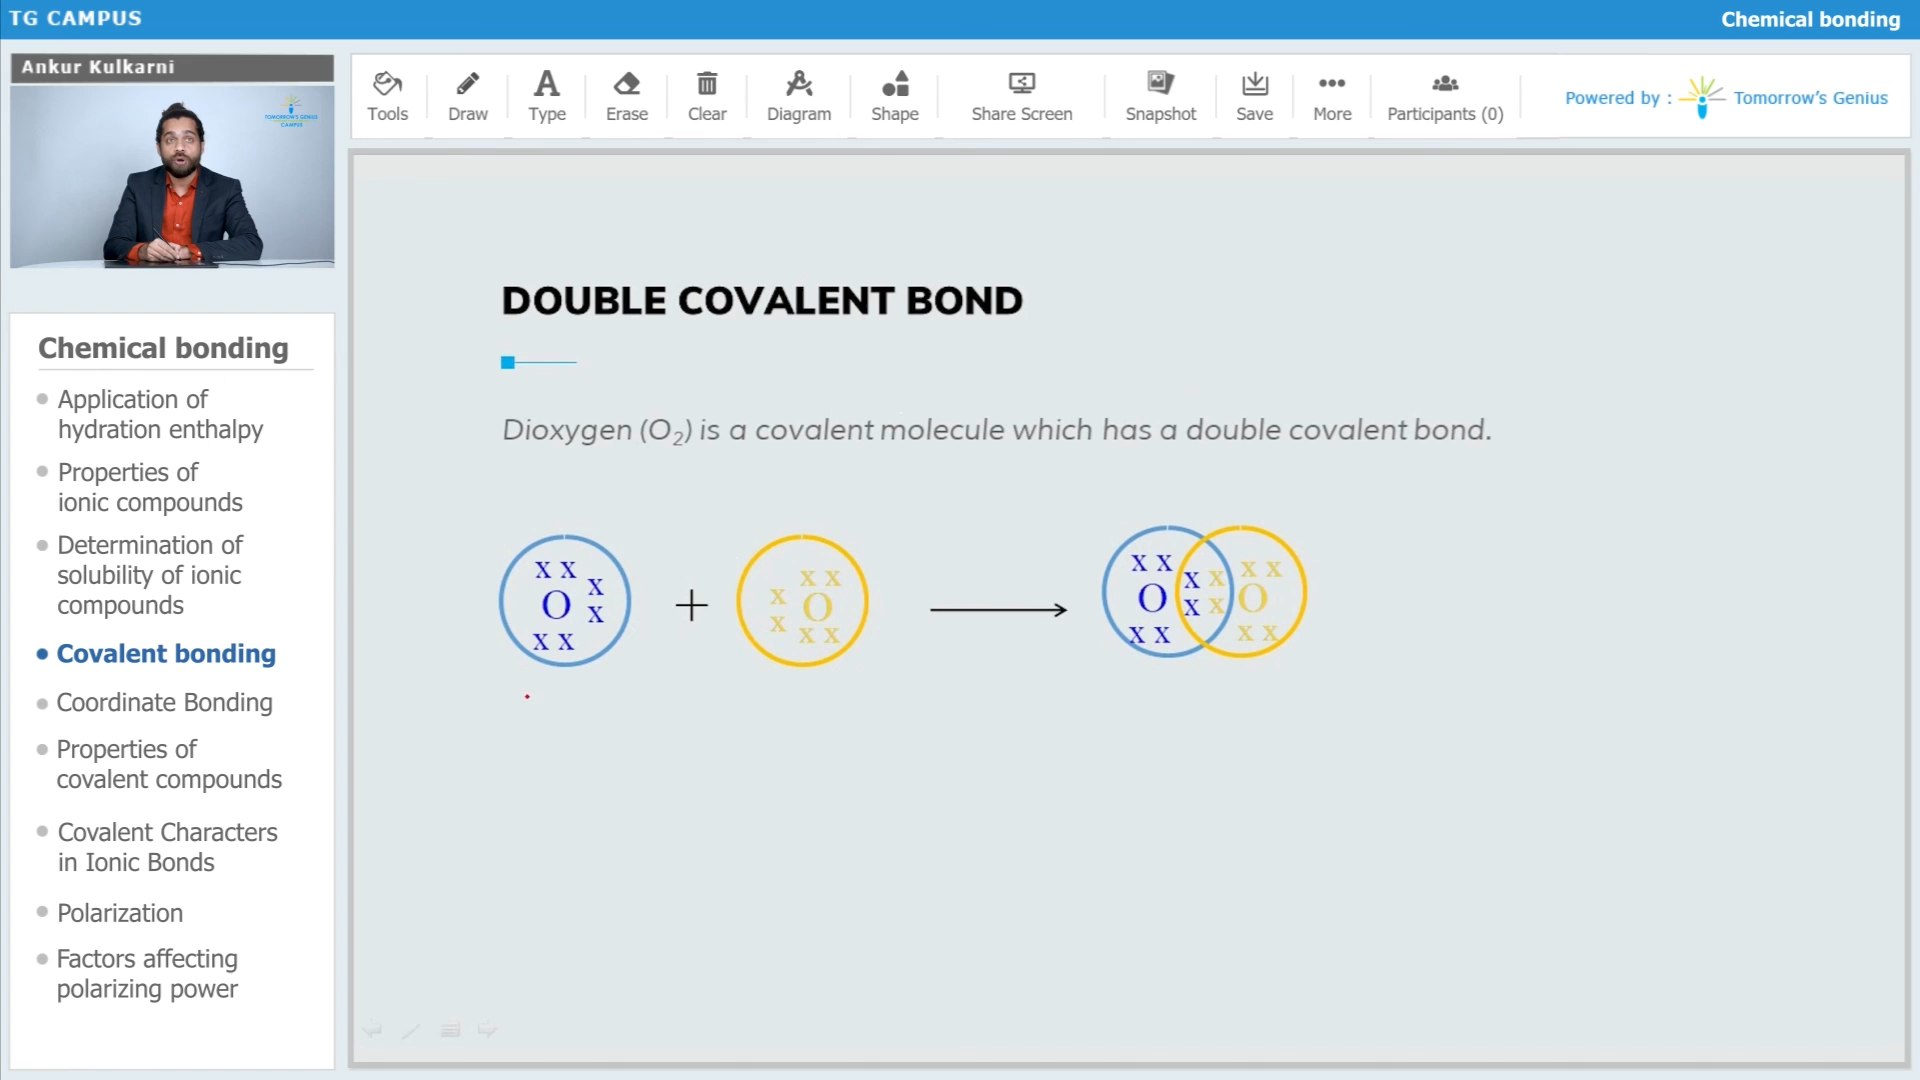 TG CAMPUS
Chemical bonding
Ankur Kulkarni
TOMORROW'S GENIUS
CAMPUS
Tools
Draw
Type
Erase
Clear
Diagram
Shape
Share Screen
Snapshot
Save
More
Participants (0)
Powered by :
Tomorrow's Genius
Chemical bonding
Application of
hydration enthalpy
Properties of
ionic compounds
Determination of
solubility of ionic
compounds
Covalent bonding
Coordinate Bonding
Properties of
covalent compounds
Covalent Characters
in Ionic Bonds
Polarization
Factors affecting
polarizing power
DOUBLE COVALENT BOND
Dioxygen (O₂) is a covalent molecule which has a double covalent bond.
x x x x x x x x x x x x
O x + x O → O x x O
x x x x x x x x x x x x